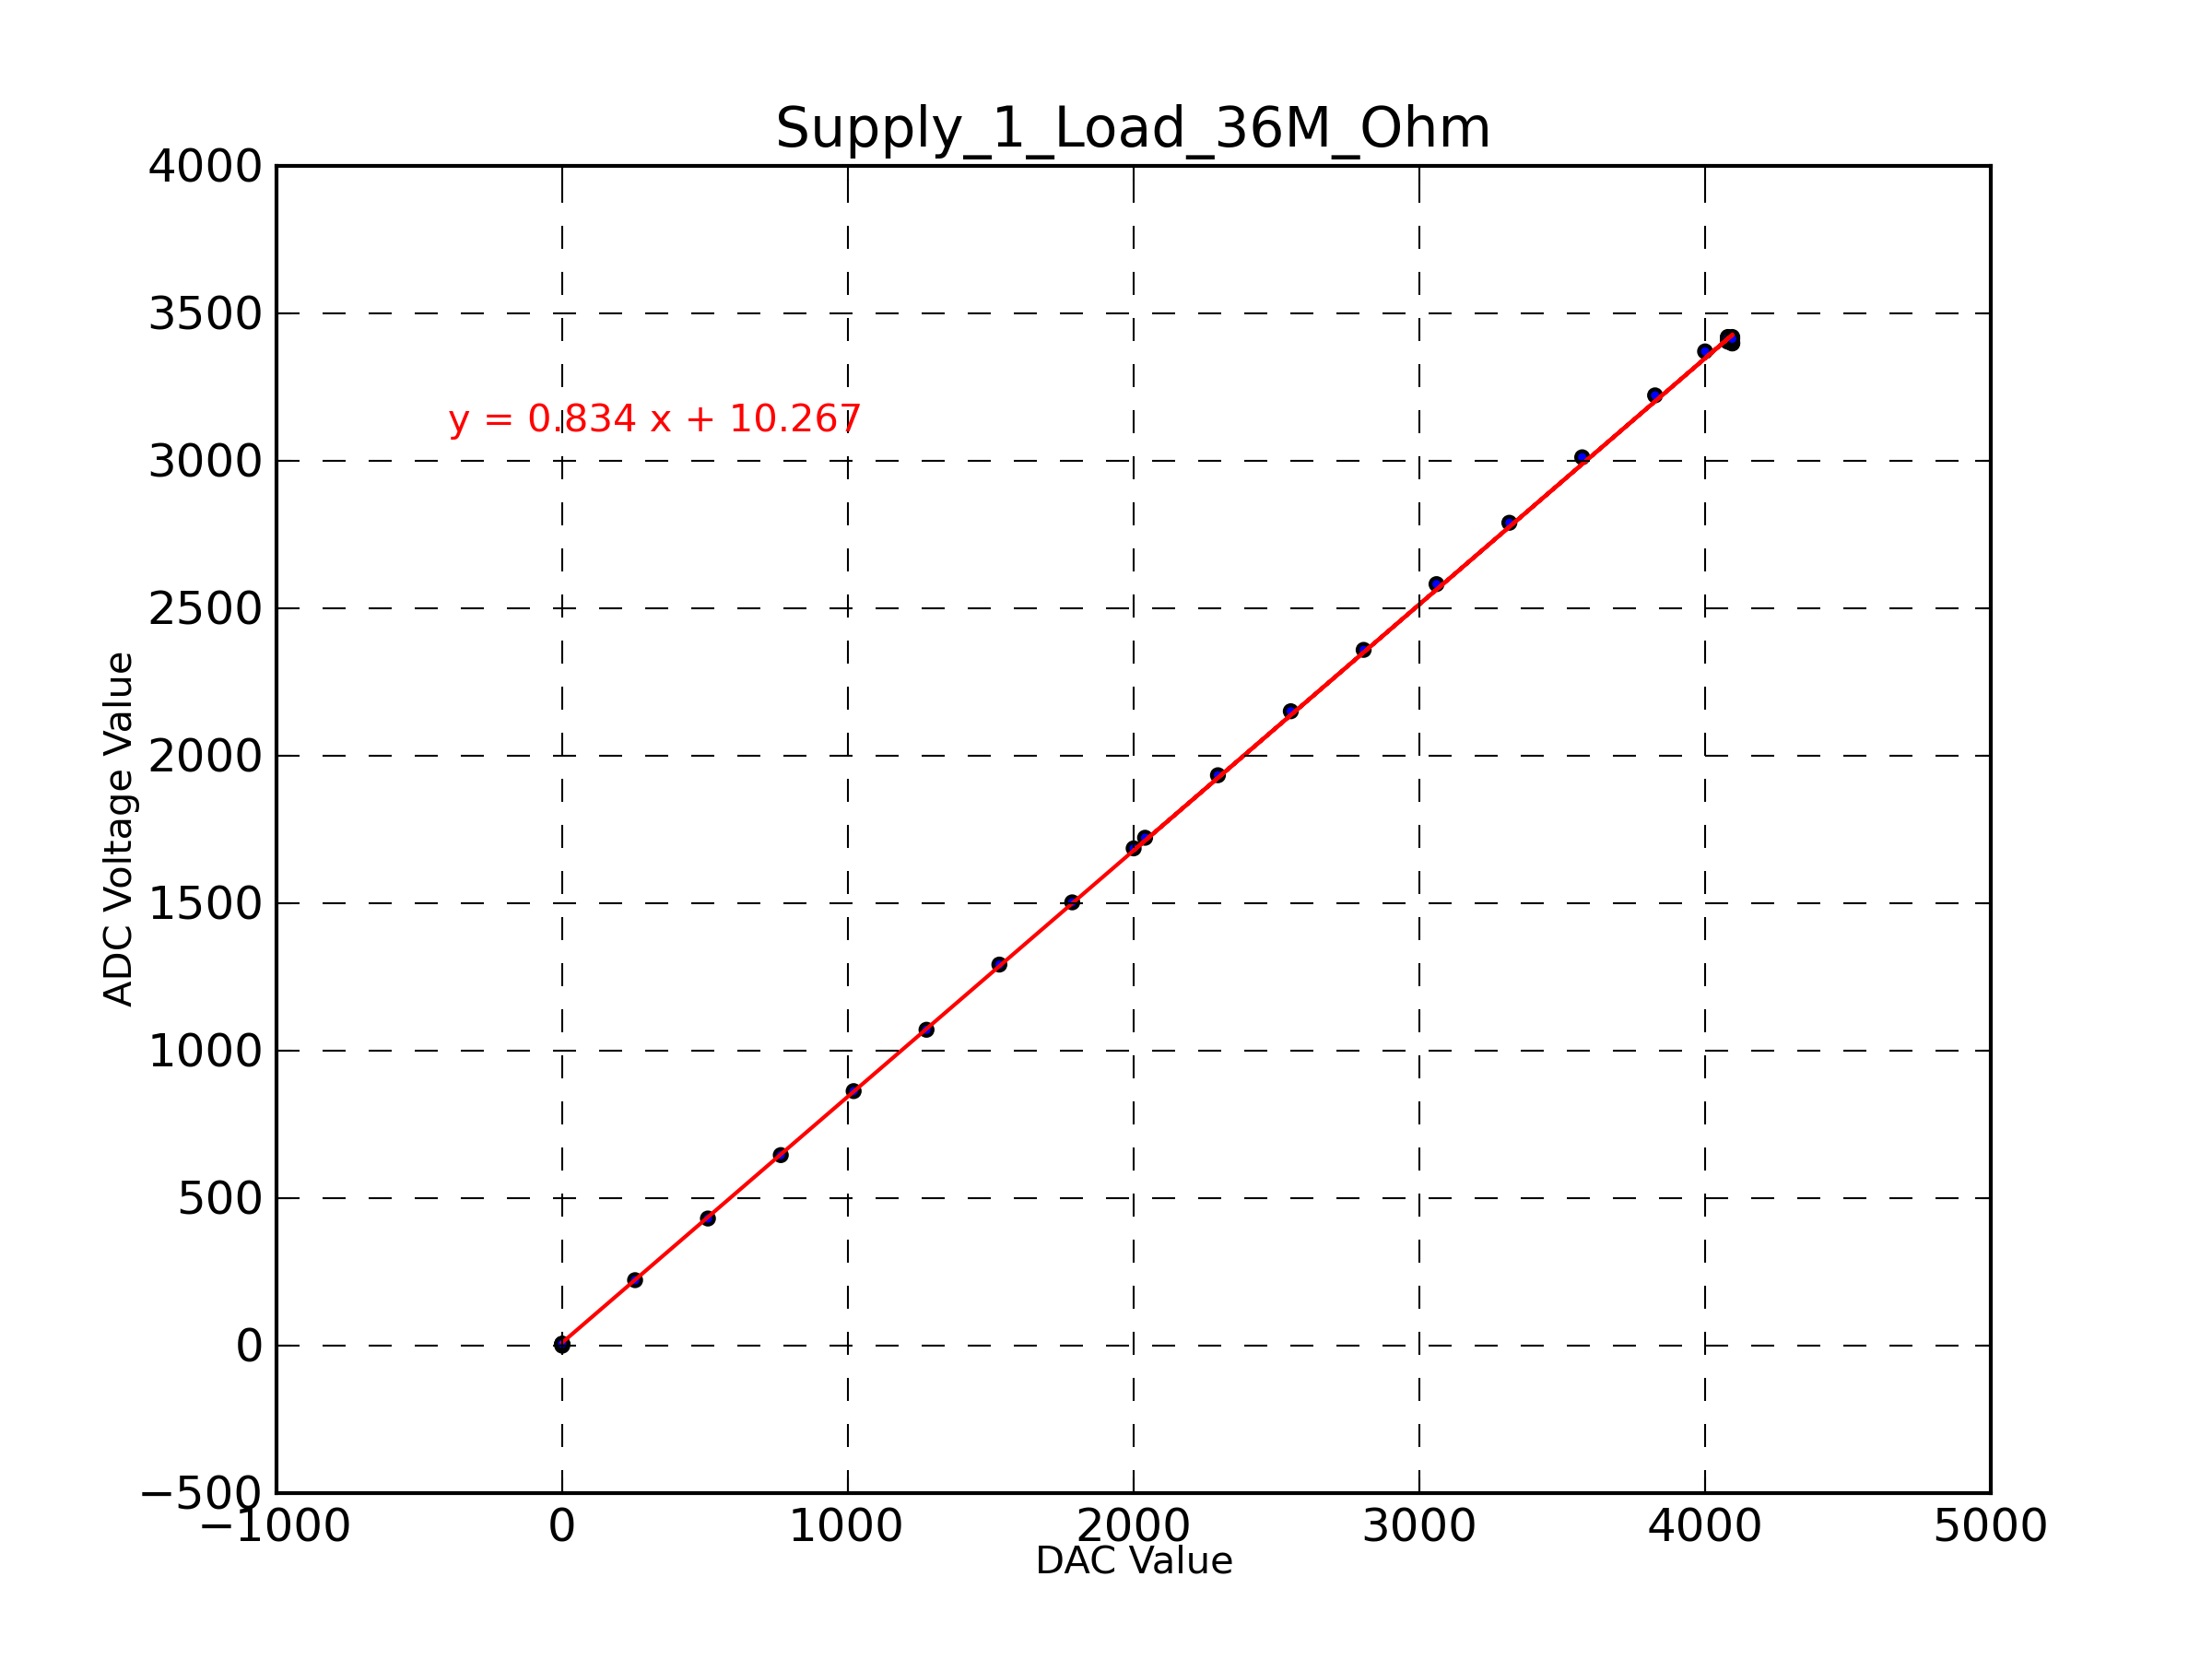 Supply_1_Load_36M_Ohm
4000
3500
y = 0.834 x + 10.267
3000
2500
ADC Voltage Value
2000
1500
1000
500
0
−500
−1000 0 1000 2000 3000 4000 5000
DAC Value